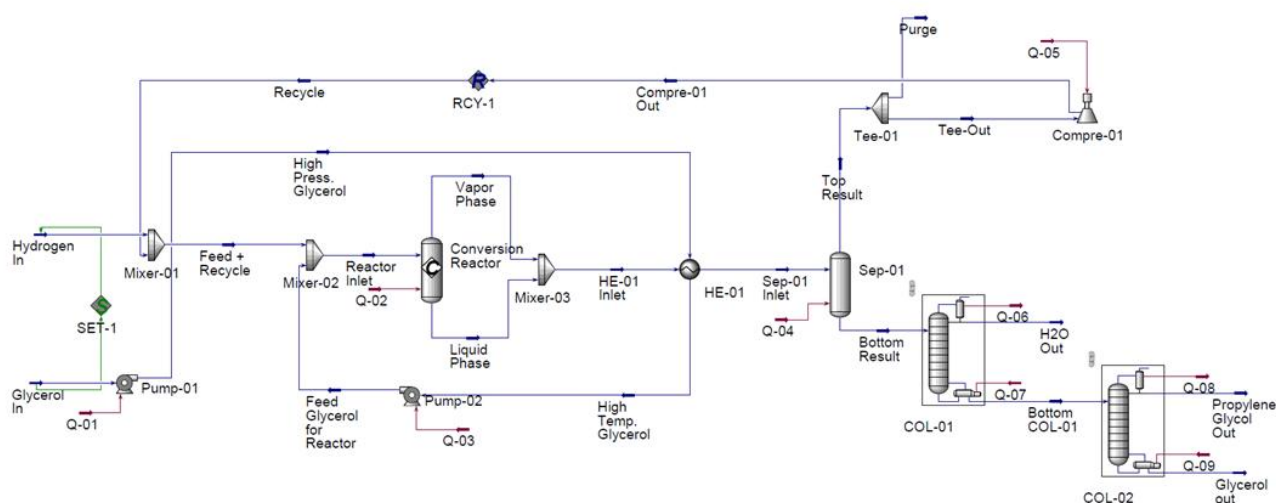 Purge
Q-05
Recycle
RCY-1
Compre-01
Out
Tee-01
Tee-Out
Compre-01
High
Press.
Glycerol
Vapor
Phase
Top
Result
Hydrogen
In
Mixer-01
Feed +
Recycle
Mixer-02
Reactor
Inlet
Conversion
Reactor
C
Q-02
Mixer-03
HE-01
Inlet
HE-01
Sep-01
Inlet
Sep-01
S
SET-1
Q-04
Liquid
Phase
Bottom
Result
Q-06
H2O
Out
Glycerol
In
Pump-01
Q-01
Feed
Glycerol
for
Reactor
Pump-02
Q-03
High
Temp.
Glycerol
Q-07
COL-01
Bottom
COL-01
Q-08
Propylene
Glycol
Out
Q-09
Glycerol
out
COL-02
R